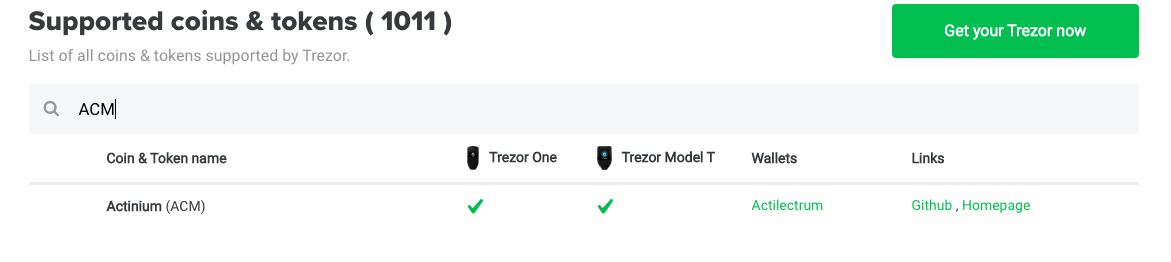 Supported coins & tokens ( 1011 )
Get your Trezor now
List of all coins & tokens supported by Trezor.
ACM
Coin & Token name Trezor One Trezor Model T Wallets Links
Actinium (ACM) Actilectrum Github , Homepage